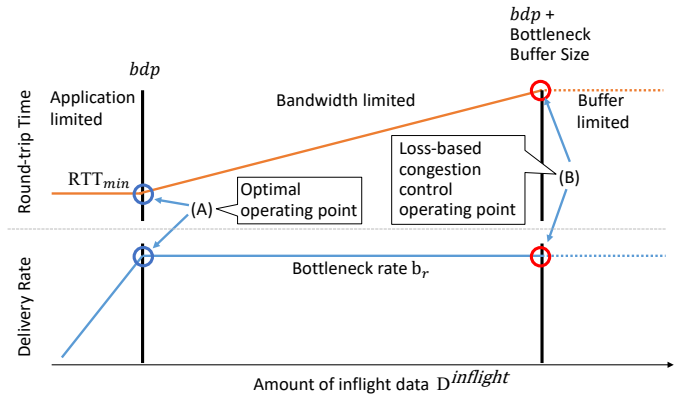 bdp +
Bottleneck
Buffer Size
bdp
Application
limited
Bandwidth limited
Buffer
limited
Round-trip Time
RTTmin
(A)
Optimal
operating point
Loss-based
congestion
control
operating point
(B)
Delivery Rate
Bottleneck rate br
Amount of inflight data Dinflight